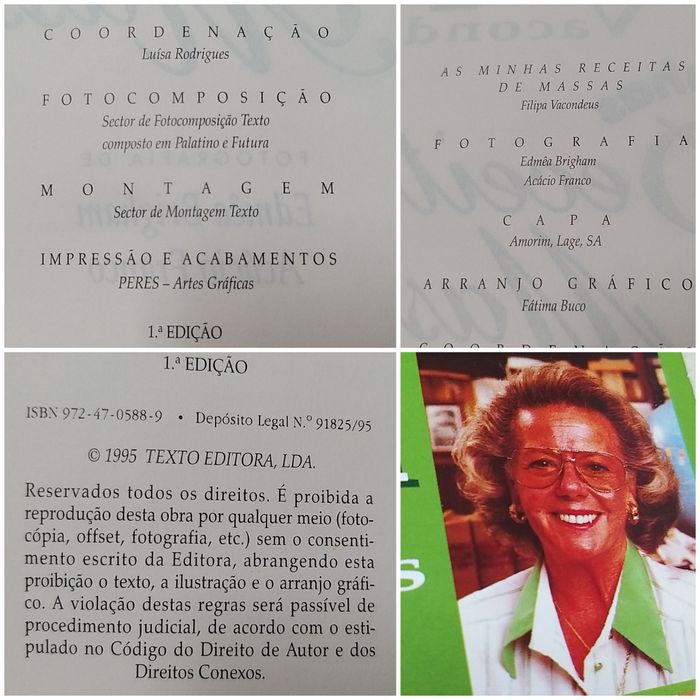 COORDENAÇÃO
Luísa Rodrigues
FOTOCOMPOSIÇÃO
Sector de Fotocomposição Texto
composto em Palatino e Futura
MONTAGEM
Sector de Montagem Texto
IMPRESSÃO E ACABAMENTOS
PERES – Artes Gráficas
1.ª EDIÇÃO
Vacond
AS MINHAS RECEITAS
DE MASSAS
Filipa Vacondeus
FOTOGRAFIA
Edmêa Brigham
Acácio Franco
CAPA
Amorim, Lage, SA
ARRANJO GRÁFICO
Fátima Buco
COORDENAÇÃO
1.ª EDIÇÃO
ISBN 972-47-0588-9 • Depósito Legal N.º 91825/95
© 1995 TEXTO EDITORA, LDA.
Reservados todos os direitos. É proibida a
reprodução desta obra por qualquer meio (foto-
cópia, offset, fotografia, etc.) sem o consenti-
mento escrito da Editora, abrangendo esta
proibição o texto, a ilustração e o arranjo gráfi-
co. A violação destas regras será passível de
procedimento judicial, de acordo com o esti-
pulado no Código do Direito de Autor e dos
Direitos Conexos.
s